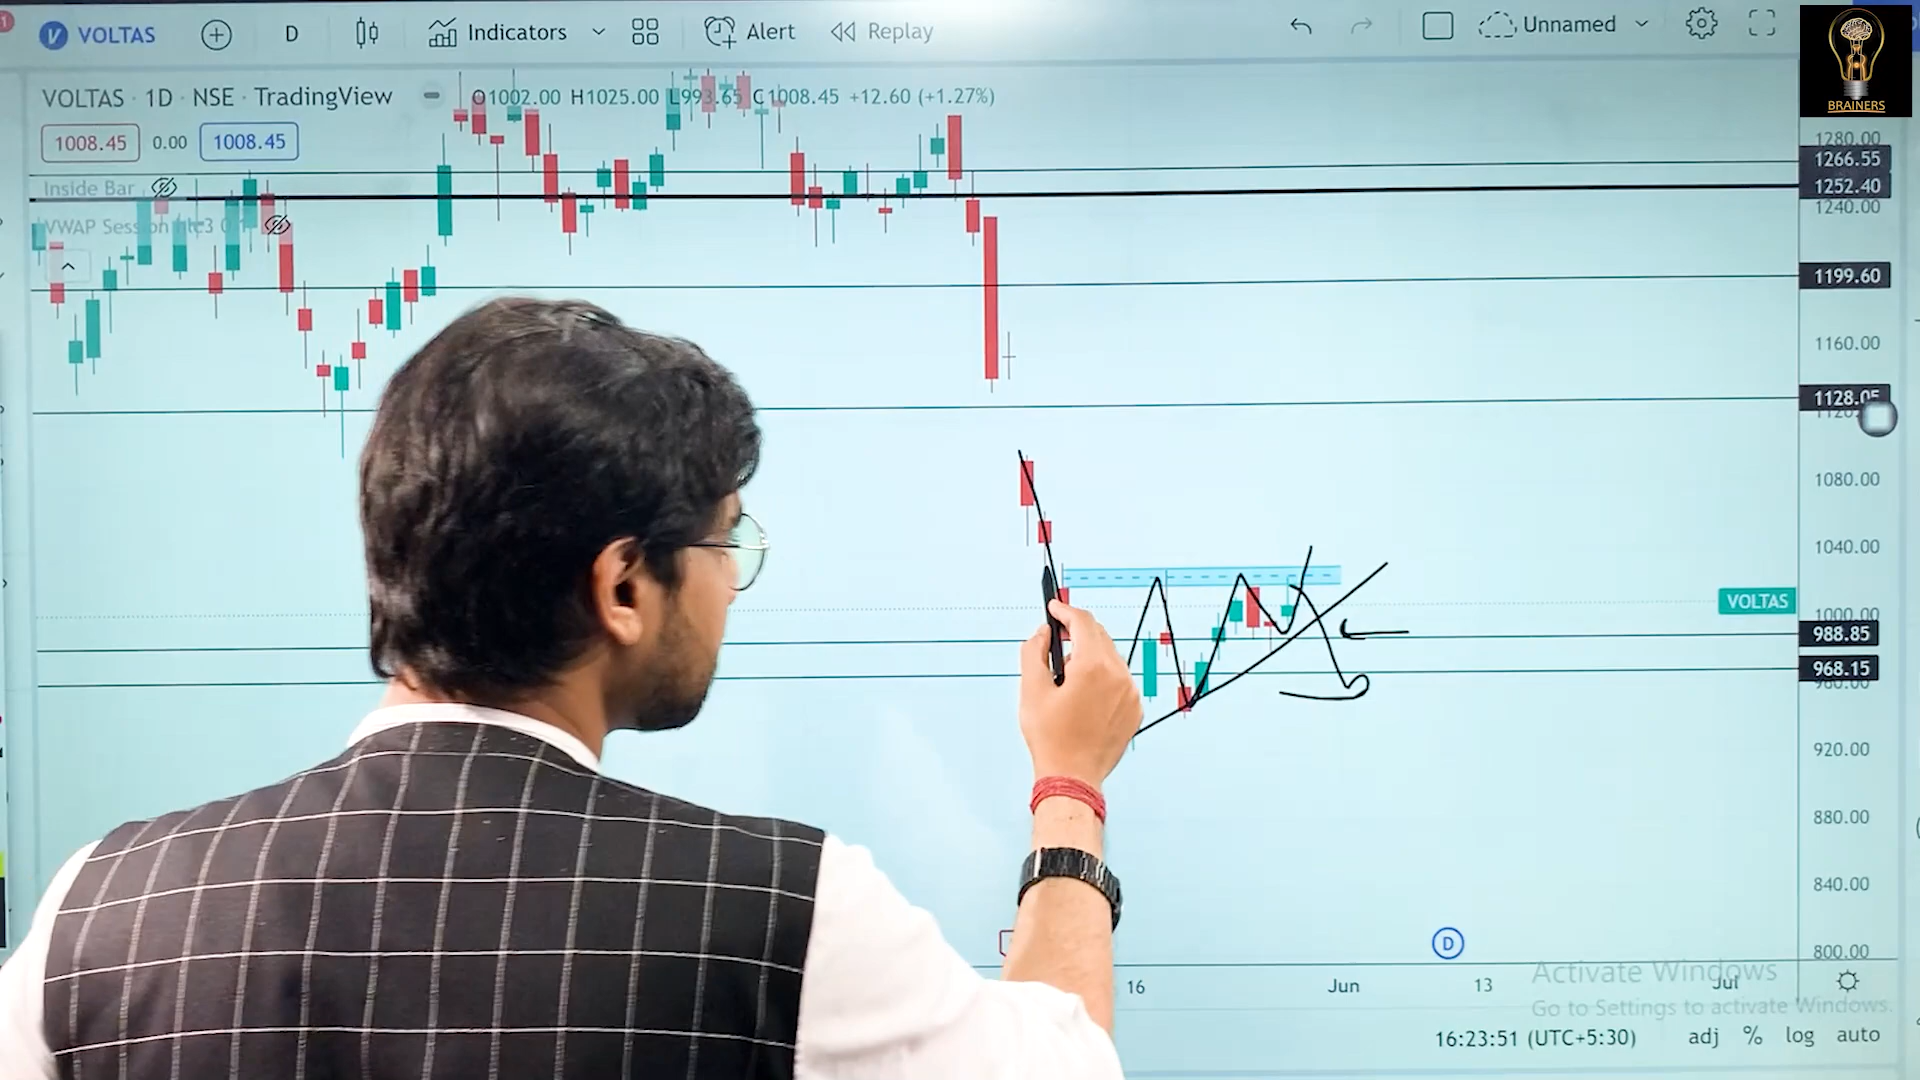 VOLTAS
D
Indicators
Alert
Replay
Unnamed
BRAINERS
VOLTAS · 1D · NSE · TradingView
O1002.00 H1025.00 L993.65 C1008.45 +12.60 (+1.27%)
1008.45
0.00
1008.45
Inside Bar
VWAP Session hlc3 0 1
1280.00
1266.55
1252.40
1240.00
1199.60
1160.00
1128.05
1080.00
1040.00
VOLTAS
1000.00
988.85
968.15
920.00
880.00
840.00
D
800.00
16
Jun
13
Jul
Activate Windows
Go to Settings to activate Windows.
16:23:51 (UTC+5:30)
adj
%
log
auto